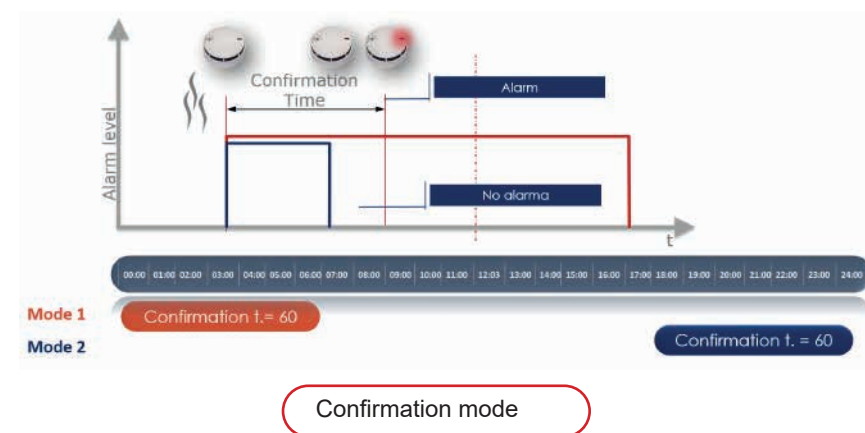 Confirmation
Time
Alarm
Alarm level
No alarma
t
00:00 01:00 02:00 03:00 04:00 05:00 06:00 07:00 08:00 09:00 10:00 11:00 12:03 13:00 14:00 15:00 16:00 17:00 18:00 19:00 20:00 21:00 22:00 23:00 24:00
Mode 1
Confirmation t.= 60
Mode 2
Confirmation t. = 60
Confirmation mode